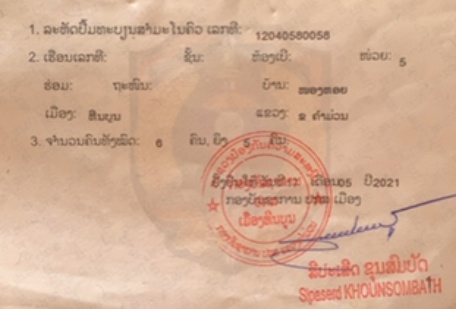 1. ລະຫັດປຶ້ມທະບຽນສຳມະໂນຄົວ ເລກທີ: 12040580058
2. ເຮືອນເລກທີ: ຊັ້ນ: ຫ້ອງເບີ: ໜ່ວຍ: 5
ຮ່ອມ: ຖະໜົນ: ບ້ານ: ໜອງຫອຍ
ເມືອງ: ຫີນບູນ ແຂວງ: ຂ ຄຳມ່ວນ
3. ຈຳນວນຄົນທັງໝົດ: 6 ຄົນ, ຍິງ 5 ຄົນ
ເດືອນ05 ປີ2021
ກອງບັນຊາການ ປກສ ເມືອງ
ເມືອງຫີນບູນ
ສີປະເສີດ ຂຸນສົມບັດ
Sipaserd KHOUNSOMBATH